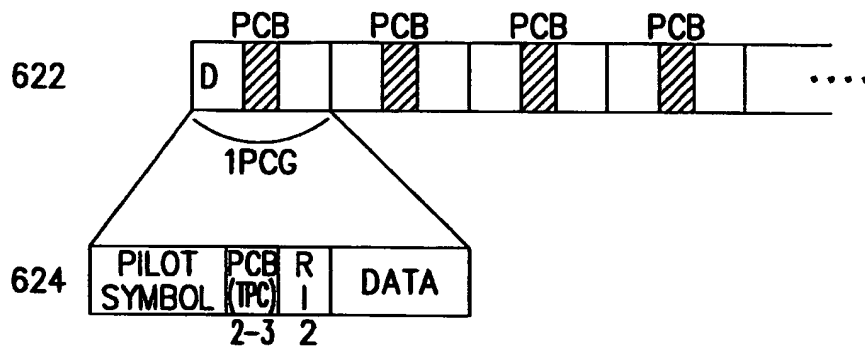 PCB PCB PCB PCB
622 D ····
1PCG
624 PILOT SYMBOL PCB (TPC) R I DATA
2-3 2